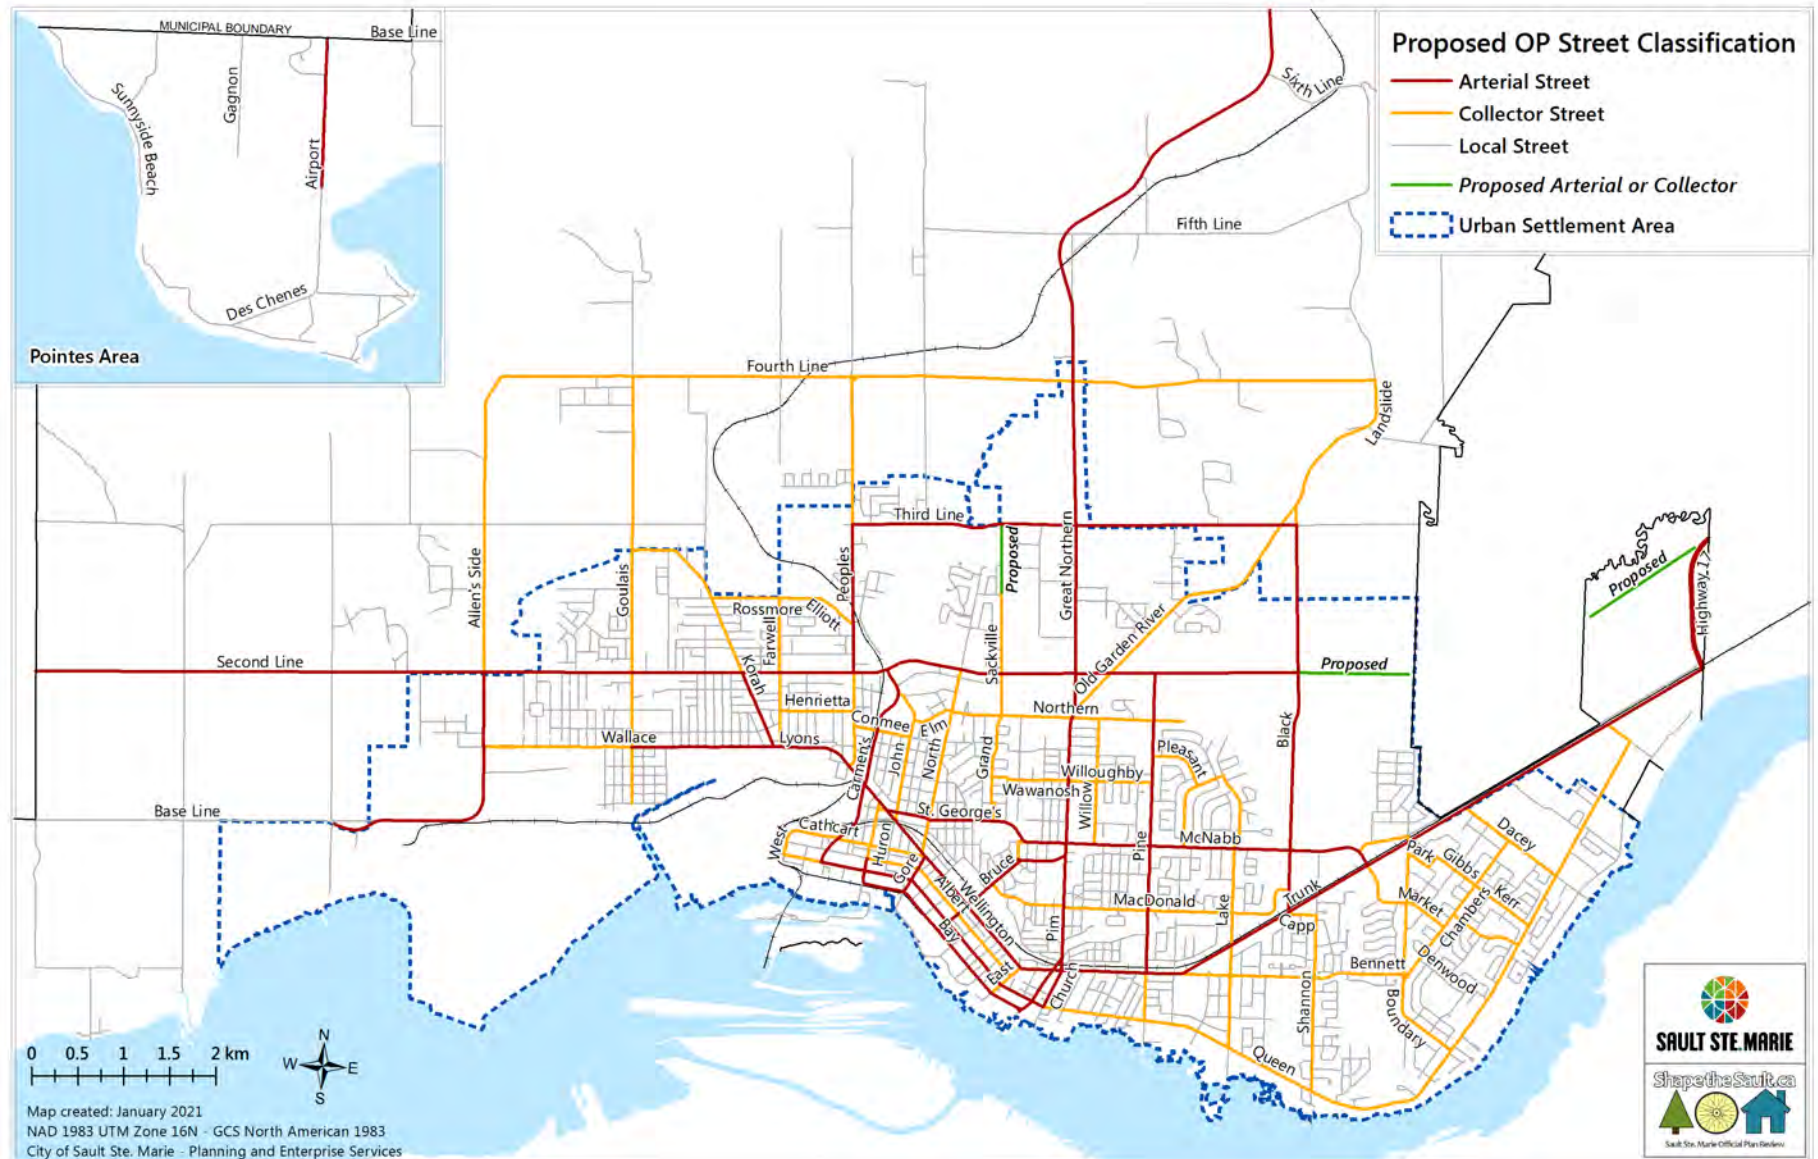 MUNICIPAL BOUNDARY
Base Line
Sunnyside Beach
Gagnon
Airport
Des Chenes
Pointes Area
Proposed OP Street Classification
Arterial Street
Collector Street
Local Street
Proposed Arterial or Collector
Urban Settlement Area
Sixth Line
Fifth Line
Fourth Line
Landslide
Third Line
Proposed
Great Northern
Peoples
Allen's Side
Goulais
Rossmore
Elliott
Farwell
Korah
Sackville
Old Garden River
Proposed
Highway 17
Second Line
Proposed
Henrietta
Conmee
Elm
Northern
Black
Wallace
Lyons
Carmen's
John
North
Grand
Pleasant
Willoughby
Wawanosh
Willow
Base Line
St. George's
Cathcart
West
Huron
Gore
Bruce
Pine
McNabb
Dacey
Park
Gibbs
Kerr
Albert
Wellington
MacDonald
Lake
Trunk
Market
Chambers
Bay
Pim
Capp
East
Church
Bennett
Denwood
Shannon
Boundary
Queen
0 0.5 1 1.5 2 km
N
W E
S
Map created: January 2021
NAD 1983 UTM Zone 16N - GCS North American 1983
City of Sault Ste. Marie - Planning and Enterprise Services
SAULT STE.MARIE
ShapetheSault.ca
Sault Ste. Marie Official Plan Review